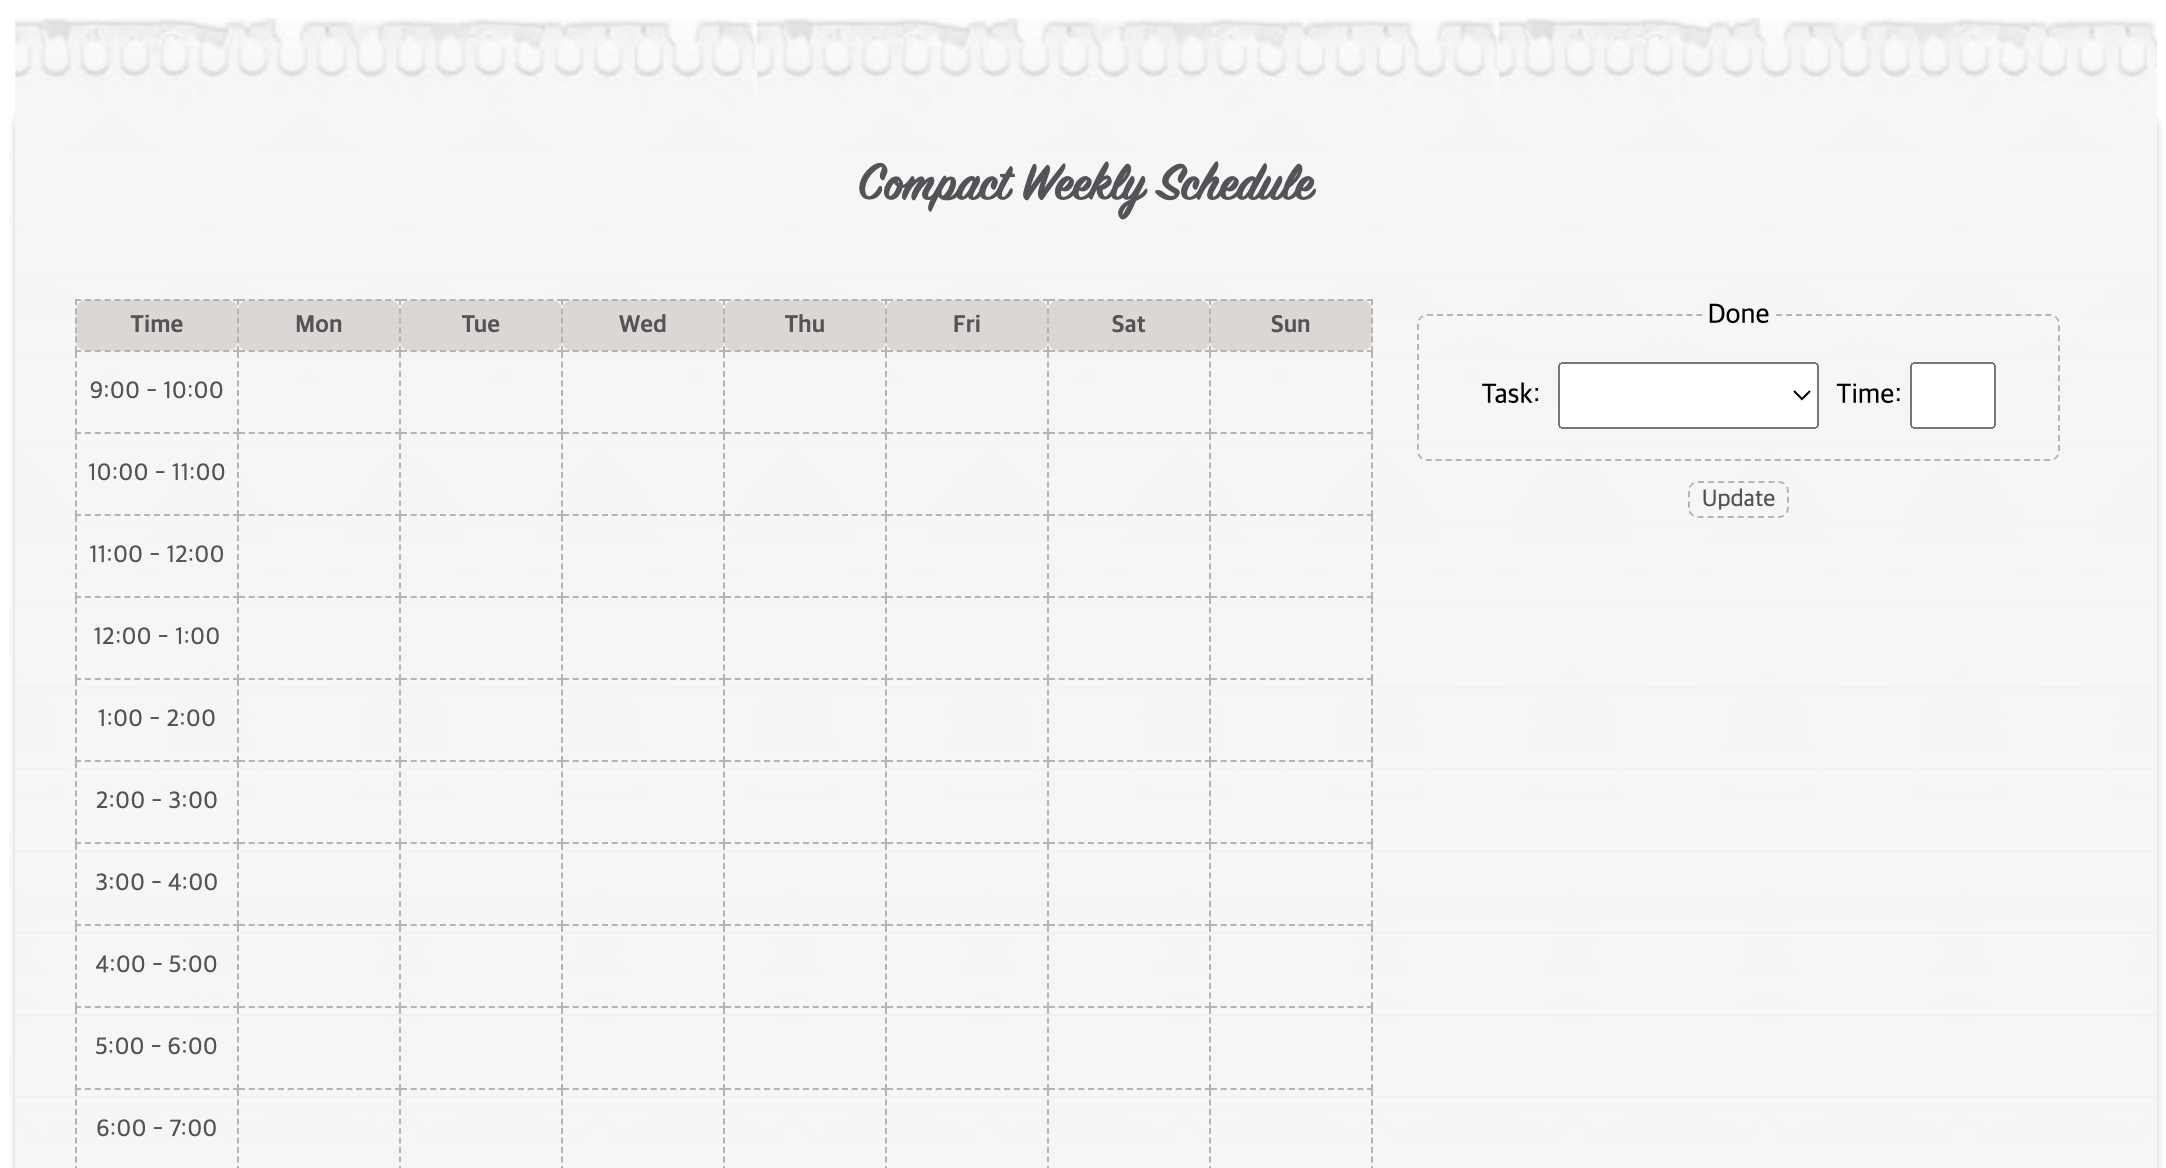 Compact Weekly Schedule
Time Mon Tue Wed Thu Fri Sat Sun
9:00 - 10:00
10:00 - 11:00
11:00 - 12:00
12:00 - 1:00
1:00 - 2:00
2:00 - 3:00
3:00 - 4:00
4:00 - 5:00
5:00 - 6:00
6:00 - 7:00
Done
Task: Time:
Update